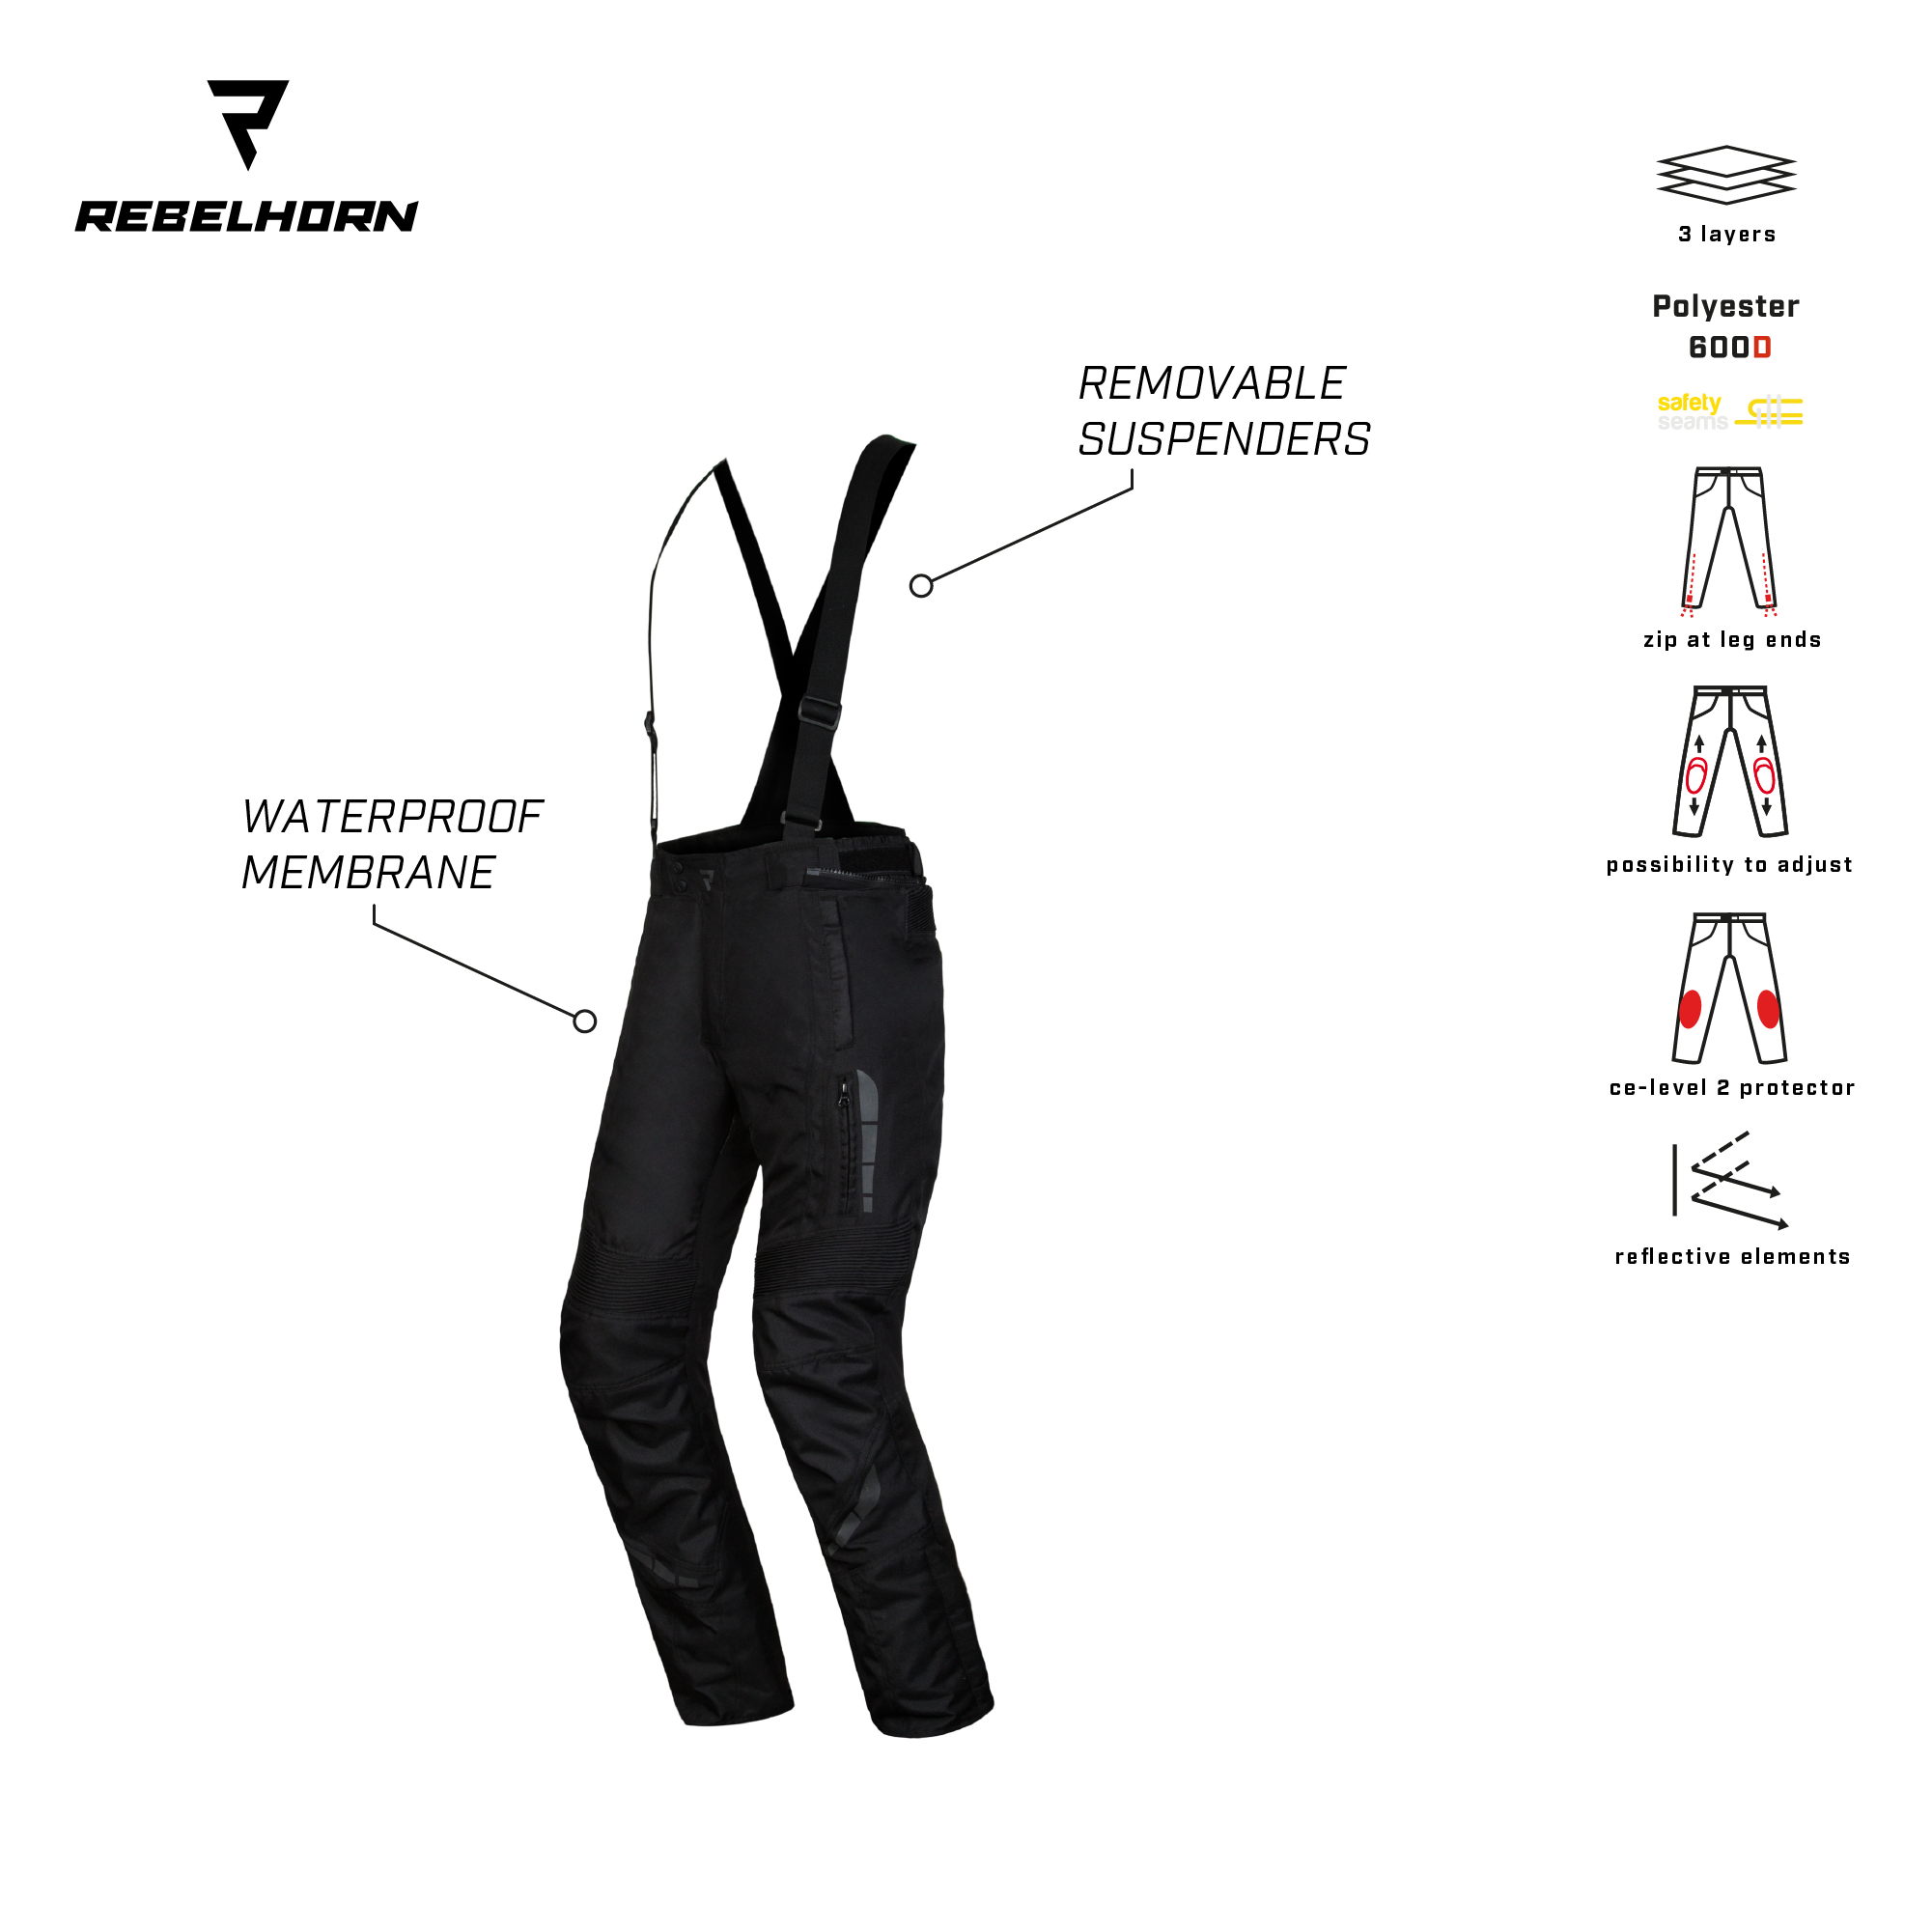 REBELHORN
3 layers
Polyester
600D
safety
seams
REMOVABLE
SUSPENDERS
zip at leg ends
WATERPROOF
MEMBRANE
possibility to adjust
ce-level 2 protector
reflective elements